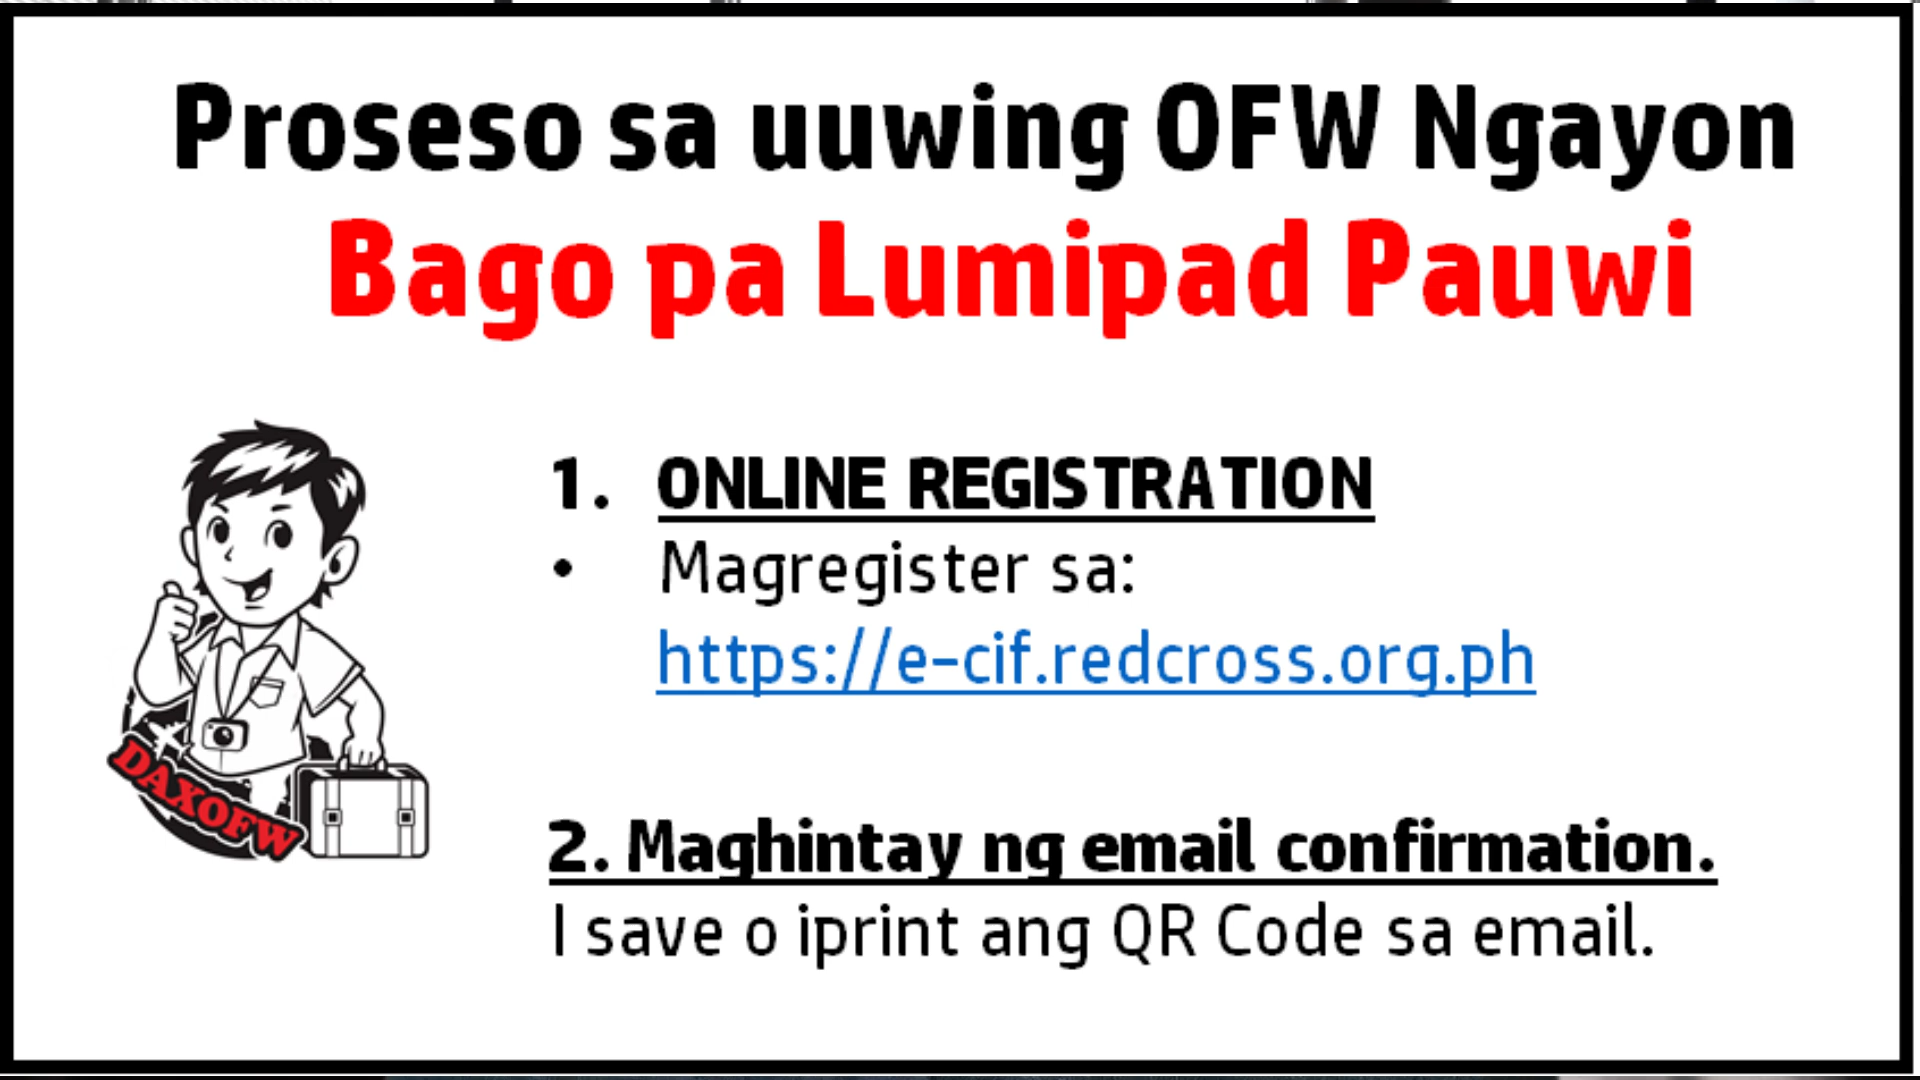 Proseso sa uuwing OFW Ngayon
Bago pa Lumipad Pauwi
1. ONLINE REGISTRATION
• Magregister sa:
https://e-cif.redcross.org.ph
DAXOFW
2. Maghintay ng email confirmation.
I save o iprint ang QR Code sa email.